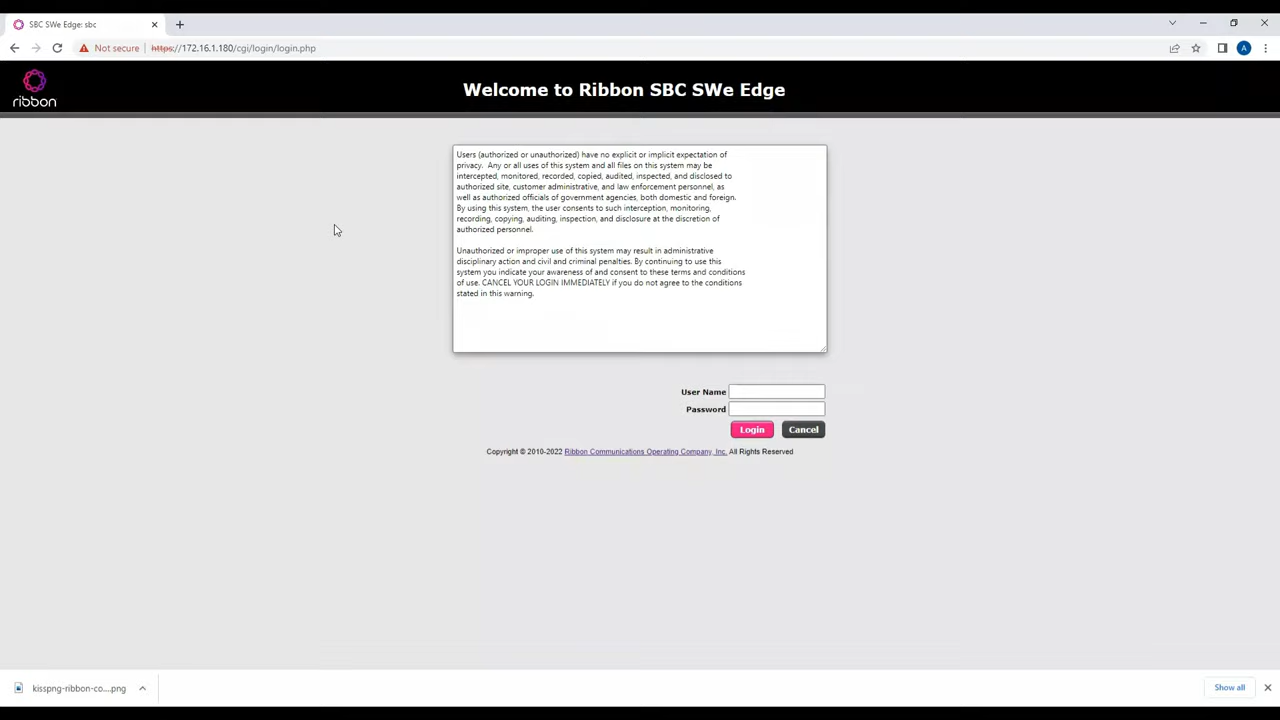 SBC SWe Edge: sbc
Not secure
https://172.16.1.180/cgi/login/login.php
A
ribbon
Welcome to Ribbon SBC SWe Edge
Users (authorized or unauthorized) have no explicit or implicit expectation of
privacy.  Any or all uses of this system and all files on this system may be
intercepted, monitored, recorded, copied, audited, inspected, and disclosed to
authorized site, customer administrative, and law enforcement personnel, as
well as authorized officials of government agencies, both domestic and foreign.
By using this system, the user consents to such interception, monitoring,
recording, copying, auditing, inspection, and disclosure at the discretion of
authorized personnel.
Unauthorized or improper use of this system may result in administrative
disciplinary action and civil and criminal penalties. By continuing to use this
system you indicate your awareness of and consent to these terms and conditions
of use. CANCEL YOUR LOGIN IMMEDIATELY if you do not agree to the conditions
stated in this warning.
User Name
Password
Login Cancel
Copyright © 2010-2022 Ribbon Communications Operating Company, Inc. All Rights Reserved
kisspng-ribbon-co....png
Show all